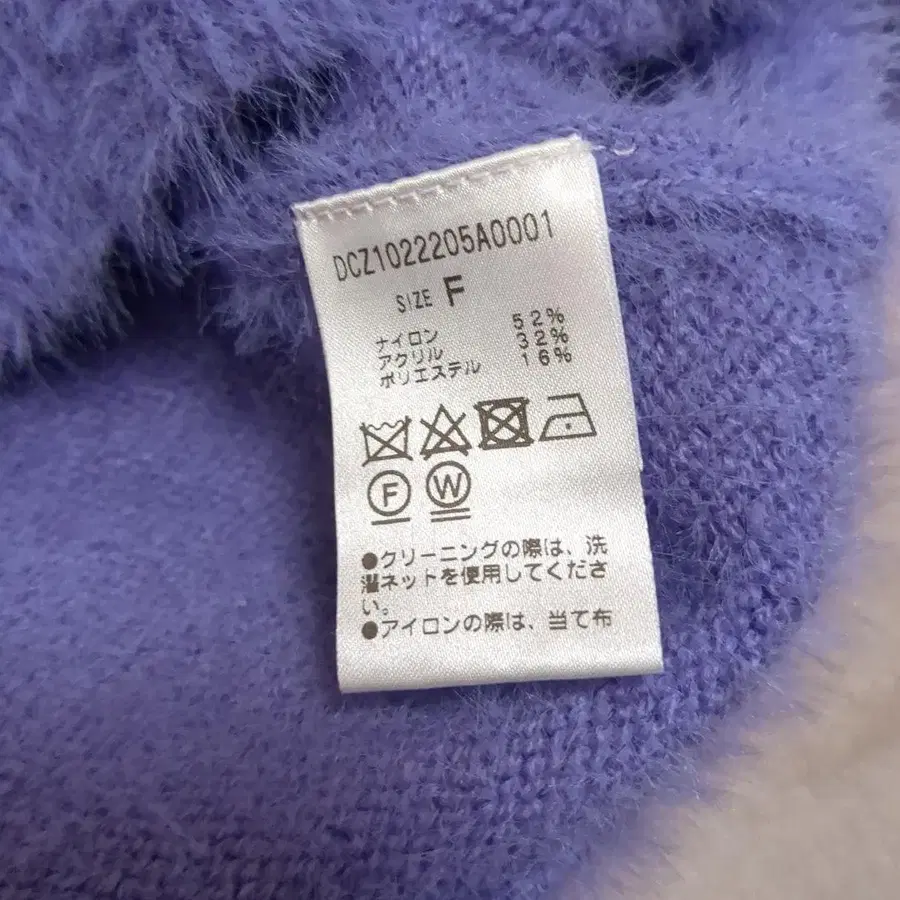 DCZ1022205A0001
SIZE F
ナイロン 52%
アクリル 32%
ポリエステル 16%
F W
●クリーニングの際は、洗
濯ネットを使用してくださ
い。
●アイロンの際は、当て布